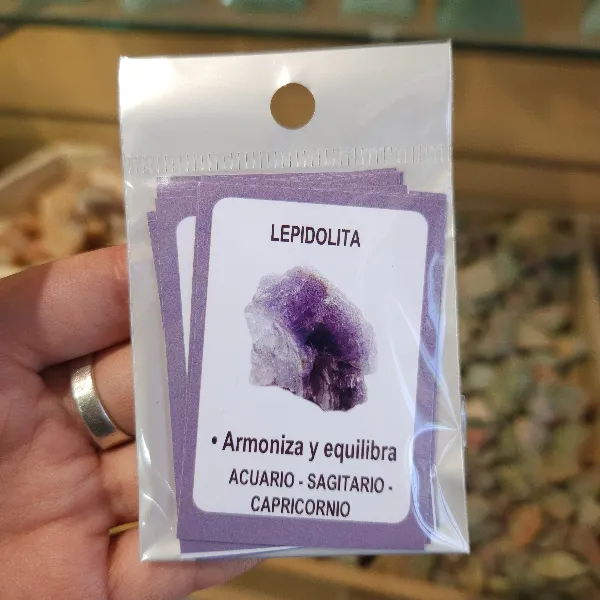 LEPIDOLITA
• Armoniza y equilibra
ACUARIO - SAGITARIO -
CAPRICORNIO